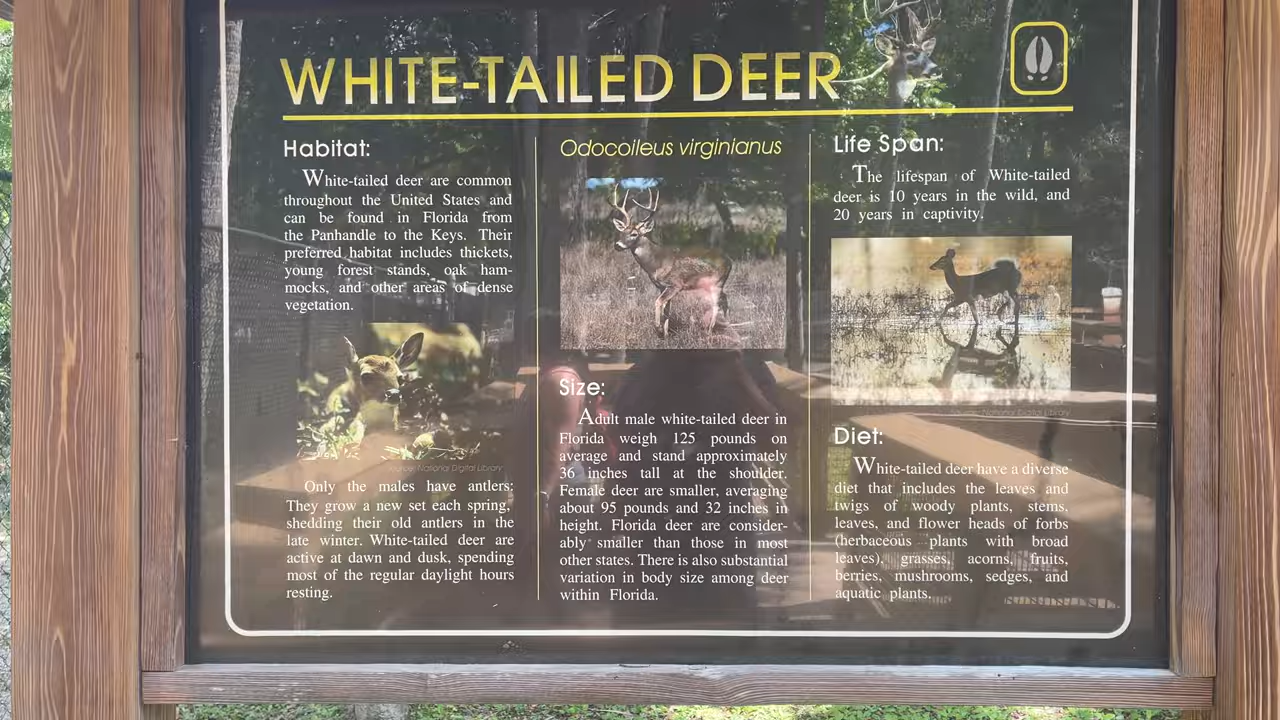 WHITE-TAILED DEER
Habitat:
White-tailed deer are common
throughout the United States and
can be found in Florida from
the Panhandle to the Keys. Their
preferred habitat includes thickets,
young forest stands, oak ham-
mocks, and other areas of dense
vegetation.
Source: National Digital Library
Only the males have antlers;
They grow a new set each spring,
shedding their old antlers in the
late winter. White-tailed deer are
active at dawn and dusk, spending
most of the regular daylight hours
resting.
Odocoileus virginianus
Size:
Adult male white-tailed deer in
Florida weigh 125 pounds on
average and stand approximately
36 inches tall at the shoulder.
Female deer are smaller, averaging
about 95 pounds and 32 inches in
height. Florida deer are consider-
ably smaller than those in most
other states. There is also substantial
variation in body size among deer
within Florida.
Life Span:
The lifespan of White-tailed
deer is 10 years in the wild, and
20 years in captivity.
Source: National Digital Library
Diet:
White-tailed deer have a diverse
diet that includes the leaves and
twigs of woody plants, stems,
leaves, and flower heads of forbs
(herbaceous plants with broad
leaves), grasses, acorns, fruits,
berries, mushrooms, sedges, and
aquatic plants.